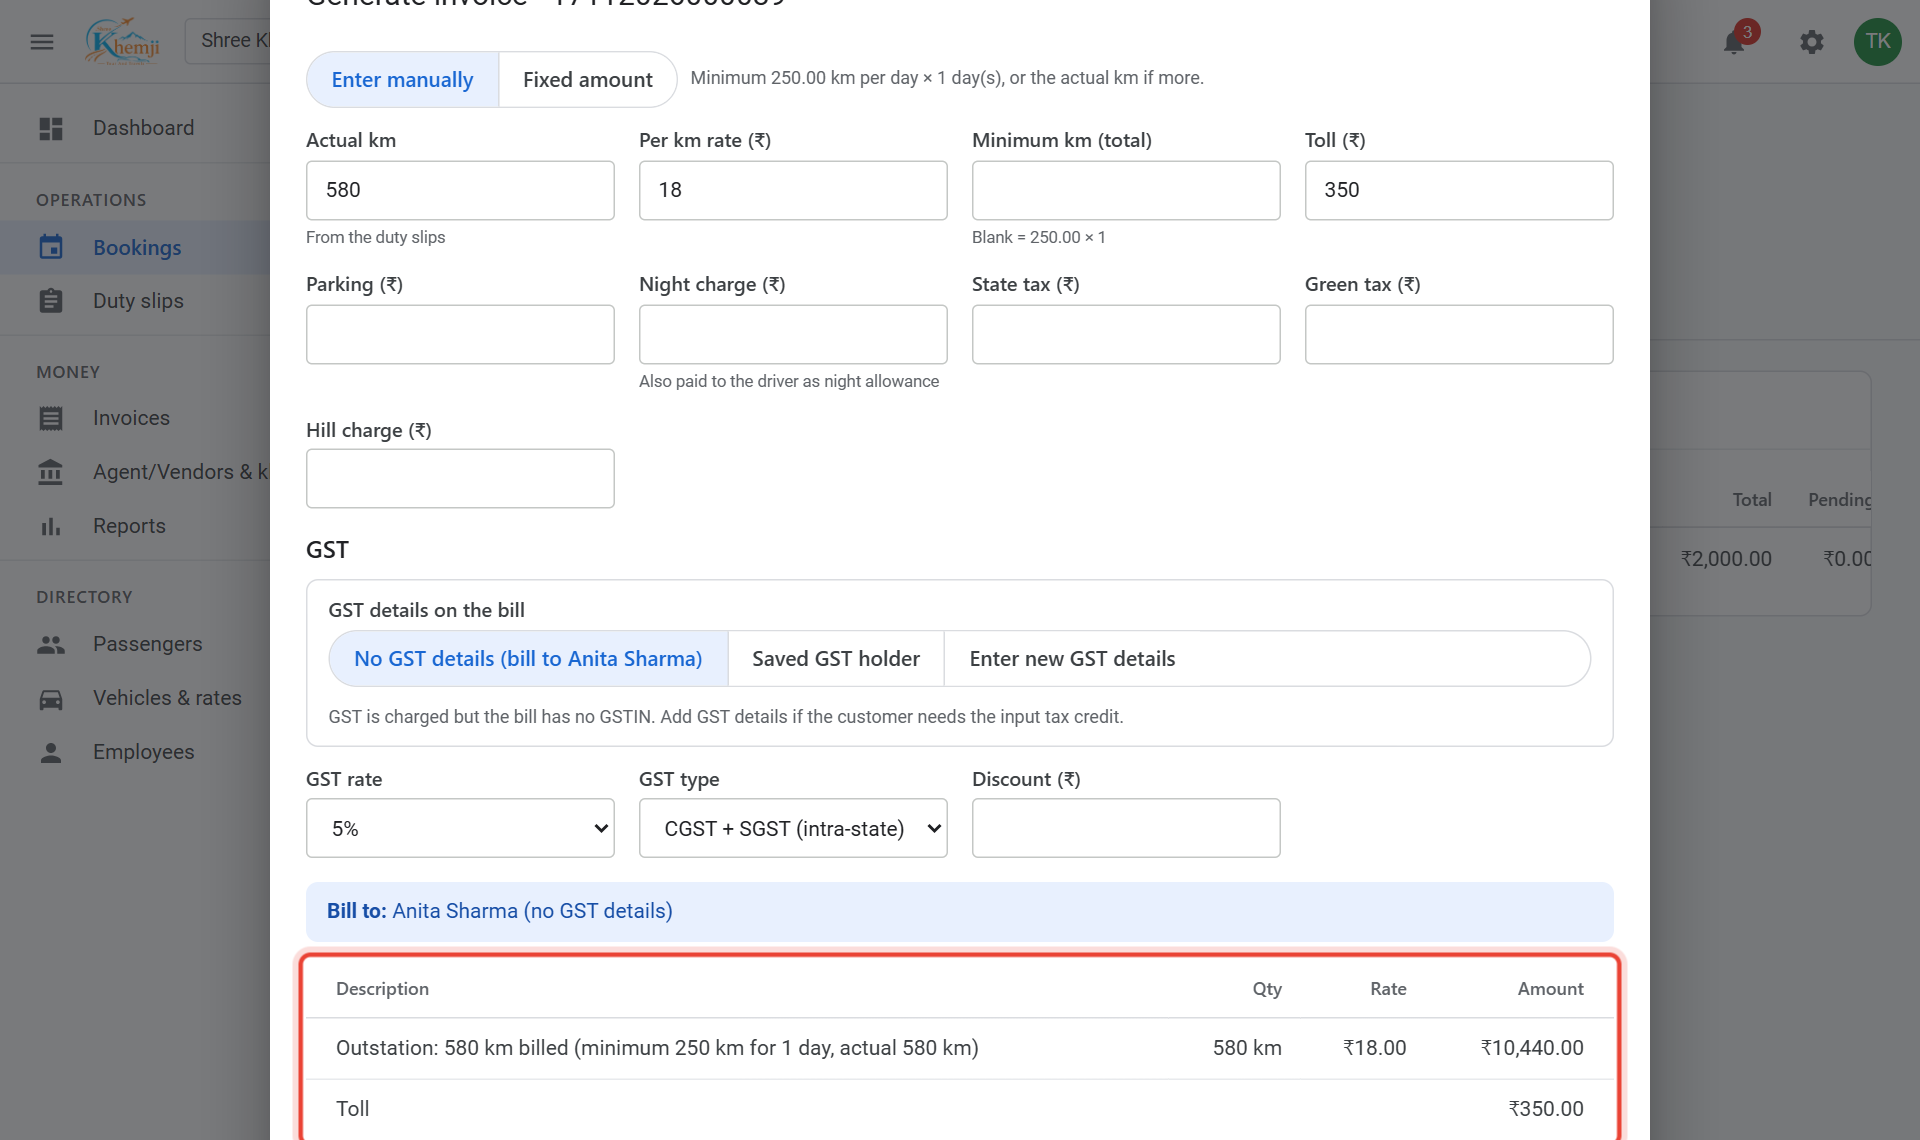 Khemji
Shree Kh
3
TK
Dashboard
OPERATIONS
Bookings
Duty slips
MONEY
Invoices
Agent/Vendors & k
Reports
DIRECTORY
Passengers
Vehicles & rates
Employees
Enter manually
Fixed amount
Minimum 250.00 km per day × 1 day(s), or the actual km if more.
Actual km
Per km rate (₹)
Minimum km (total)
Toll (₹)
580
18
350
From the duty slips
Blank = 250.00 × 1
Parking (₹)
Night charge (₹)
State tax (₹)
Green tax (₹)
Also paid to the driver as night allowance
Hill charge (₹)
GST
GST details on the bill
No GST details (bill to Anita Sharma)
Saved GST holder
Enter new GST details
GST is charged but the bill has no GSTIN. Add GST details if the customer needs the input tax credit.
GST rate
GST type
Discount (₹)
5%
CGST + SGST (intra-state)
Bill to: Anita Sharma (no GST details)
Description Qty Rate Amount
Outstation: 580 km billed (minimum 250 km for 1 day, actual 580 km) 580 km ₹18.00 ₹10,440.00
Toll ₹350.00
Total Pending
₹2,000.00 ₹0.00